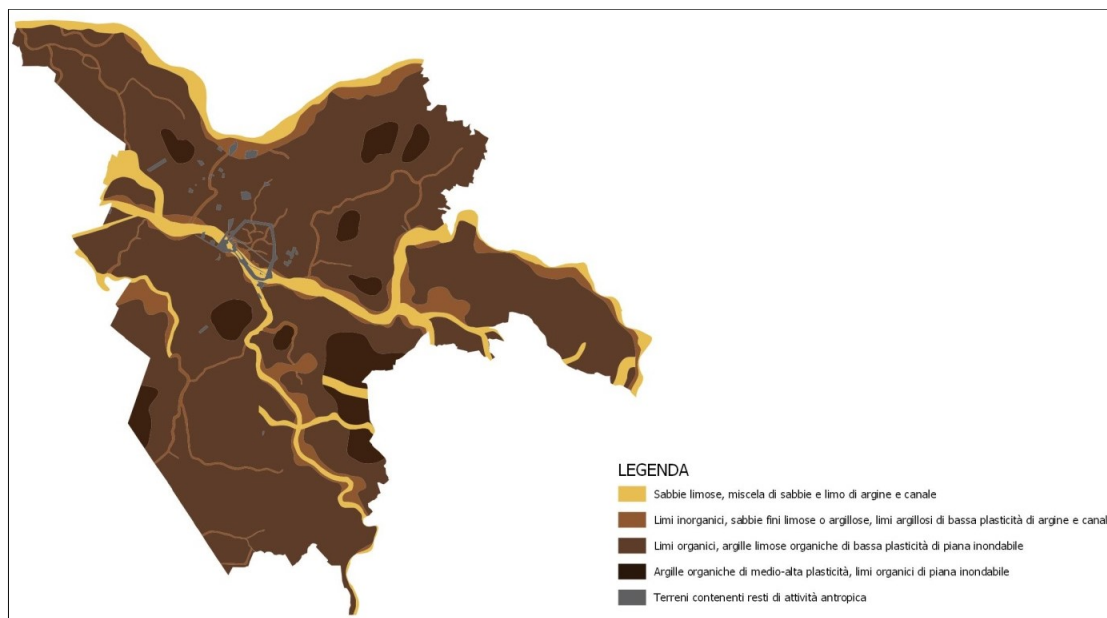 LEGENDA
Sabbie limose, miscela di sabbie e limo di argine e canale
Limi inorganici, sabbie fini limose o argillose, limi argillosi di bassa plasticità di argine e canal
Limi organici, argille limose organiche di bassa plasticità di piana inondabile
Argille organiche di medio-alta plasticità, limi organici di piana inondabile
Terreni contenenti resti di attività antropica